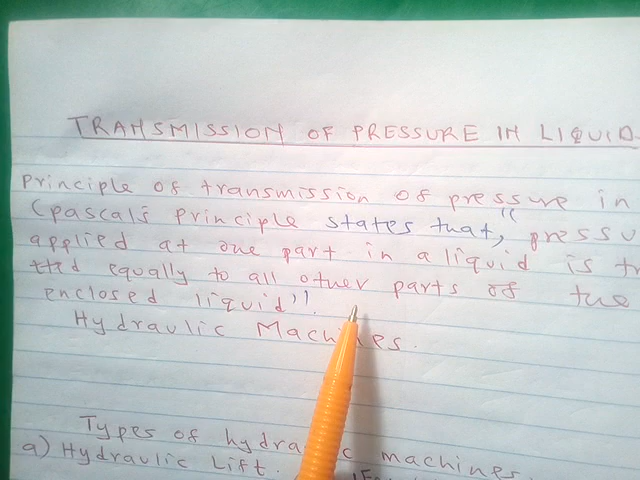 TRANSMISSION OF PRESSURE IN LIQUID
principle of transmission of pressure in
(pascal's principle states that, "pressu
applied at one part in a liquid is tr
tted equally to all other parts of the
enclosed liquid".
Hydraulic Machines.
Types of hydra c machines.
a) Hydraulic Lift.